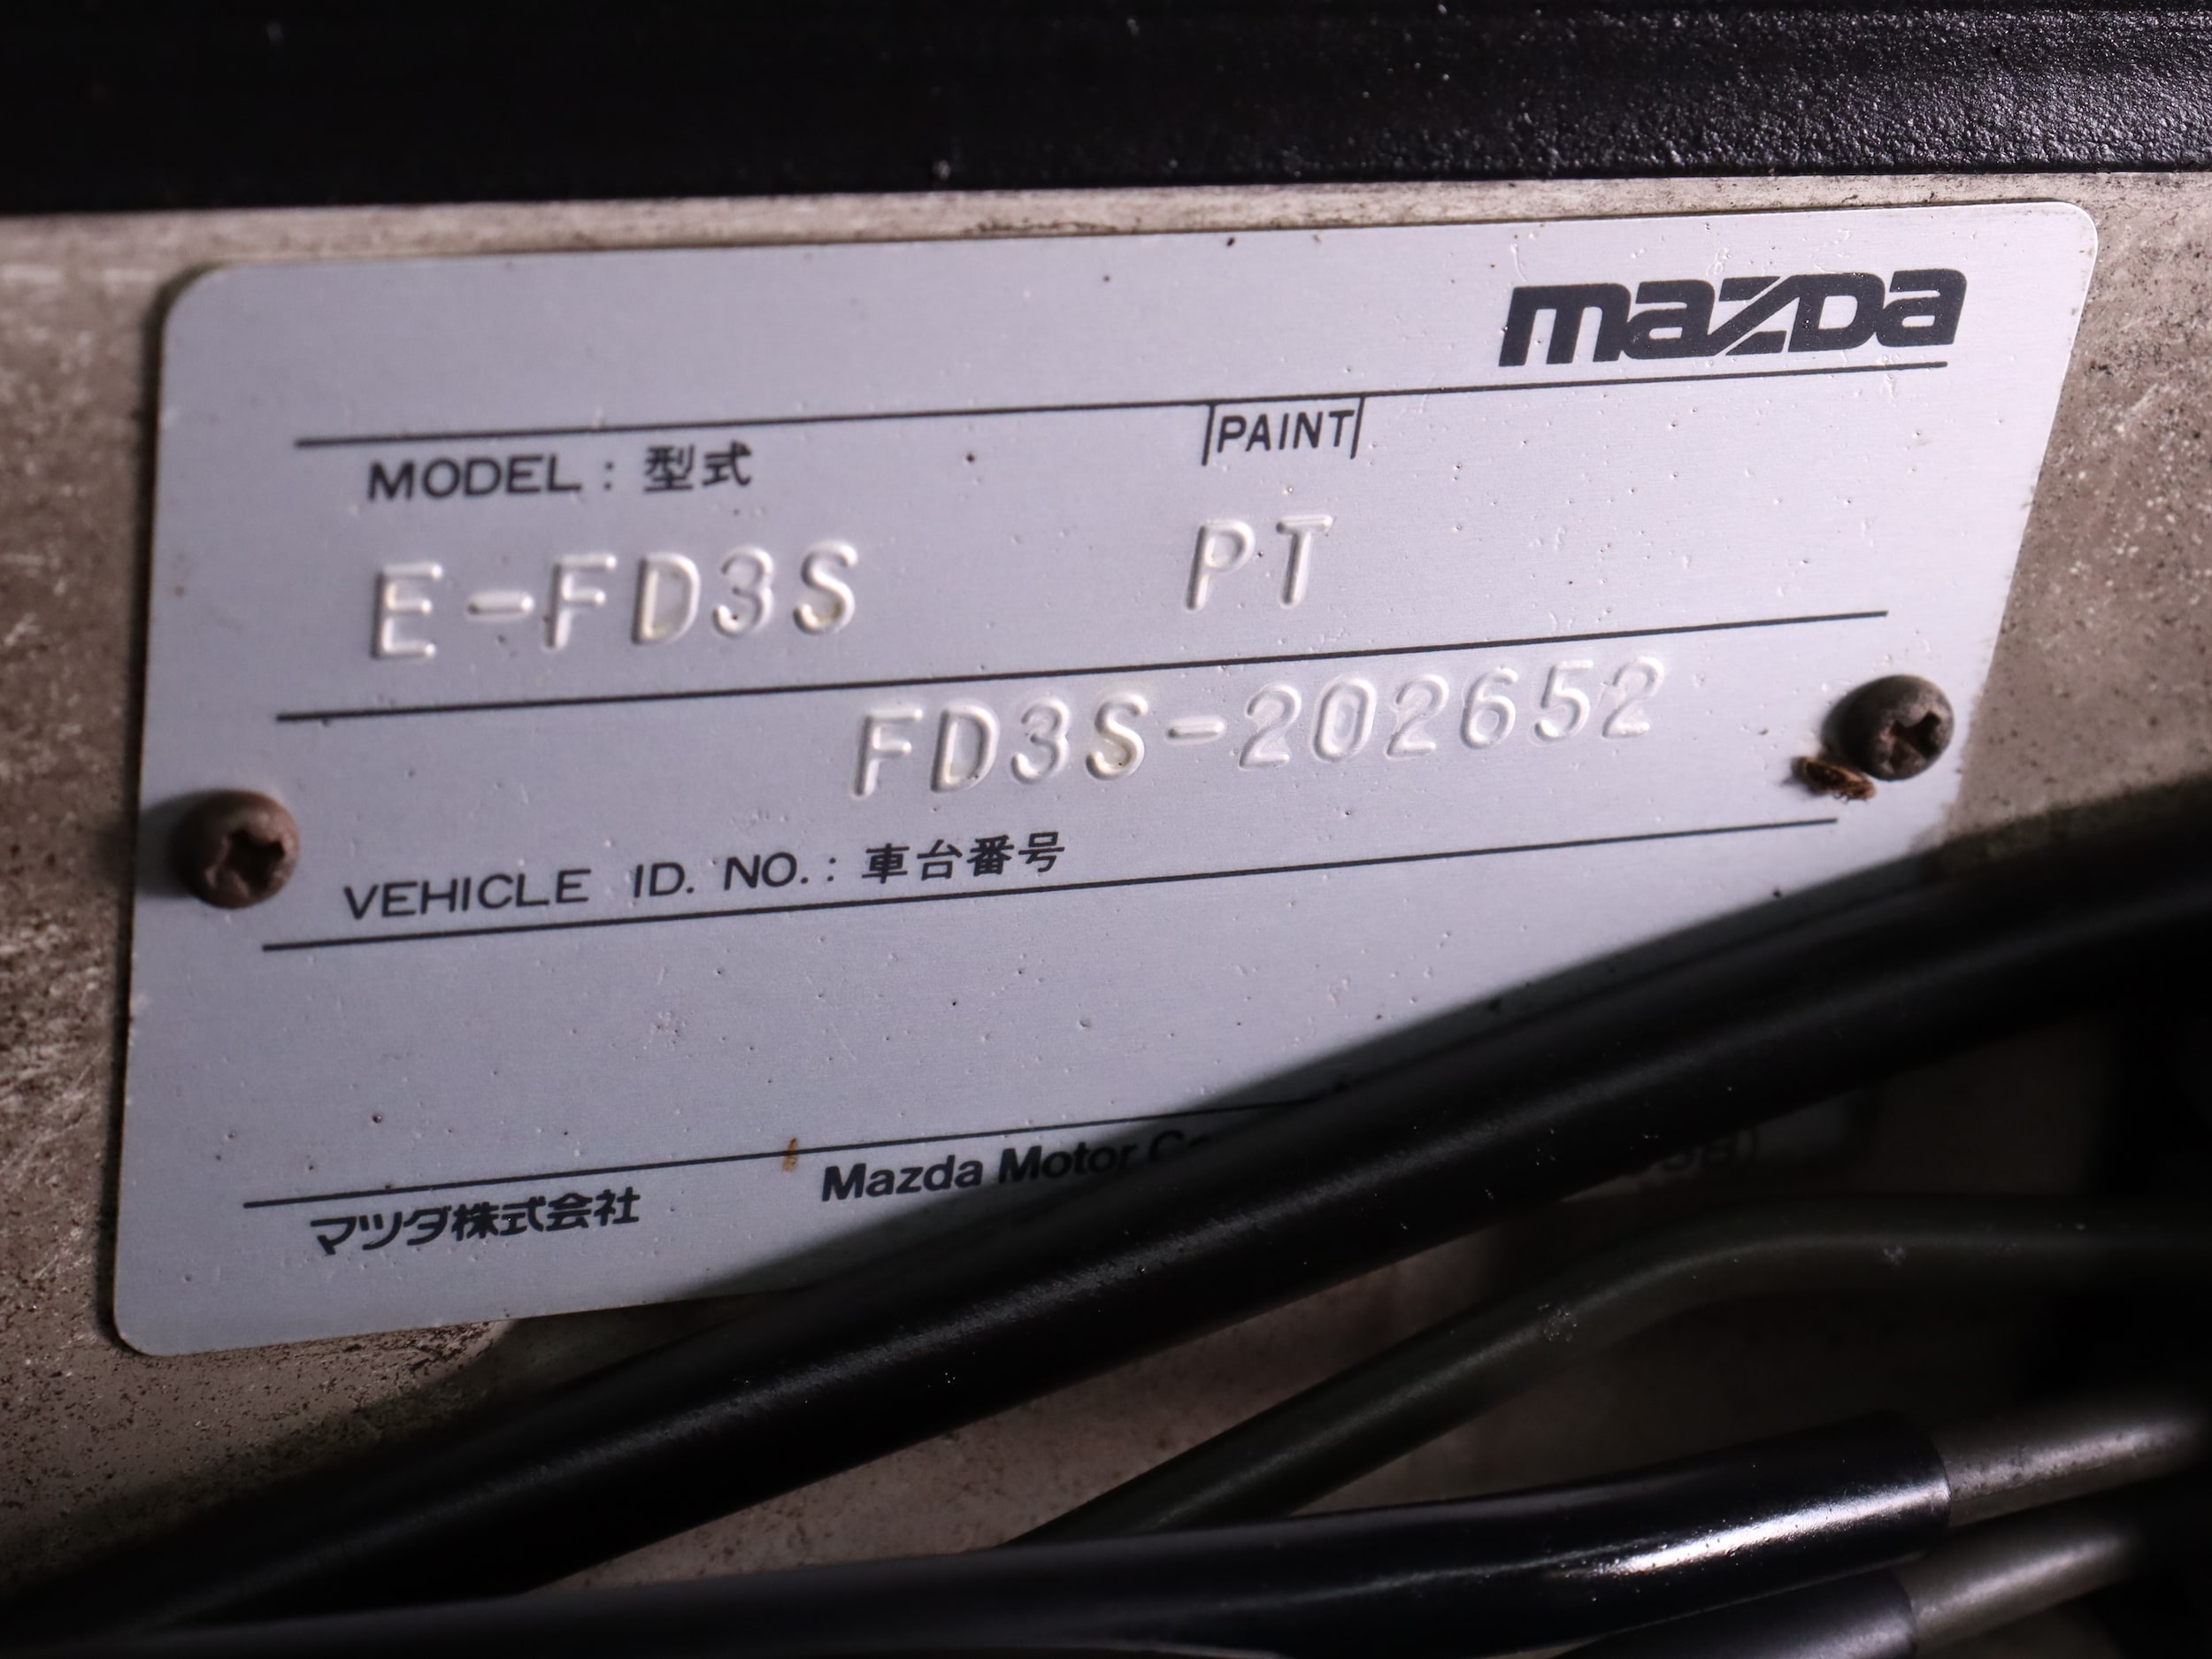 mazda
MODEL : 型式 PAINT
E-FD3S PT
FD3S-202652
VEHICLE ID. NO. : 車台番号
マツダ株式会社 Mazda Motor